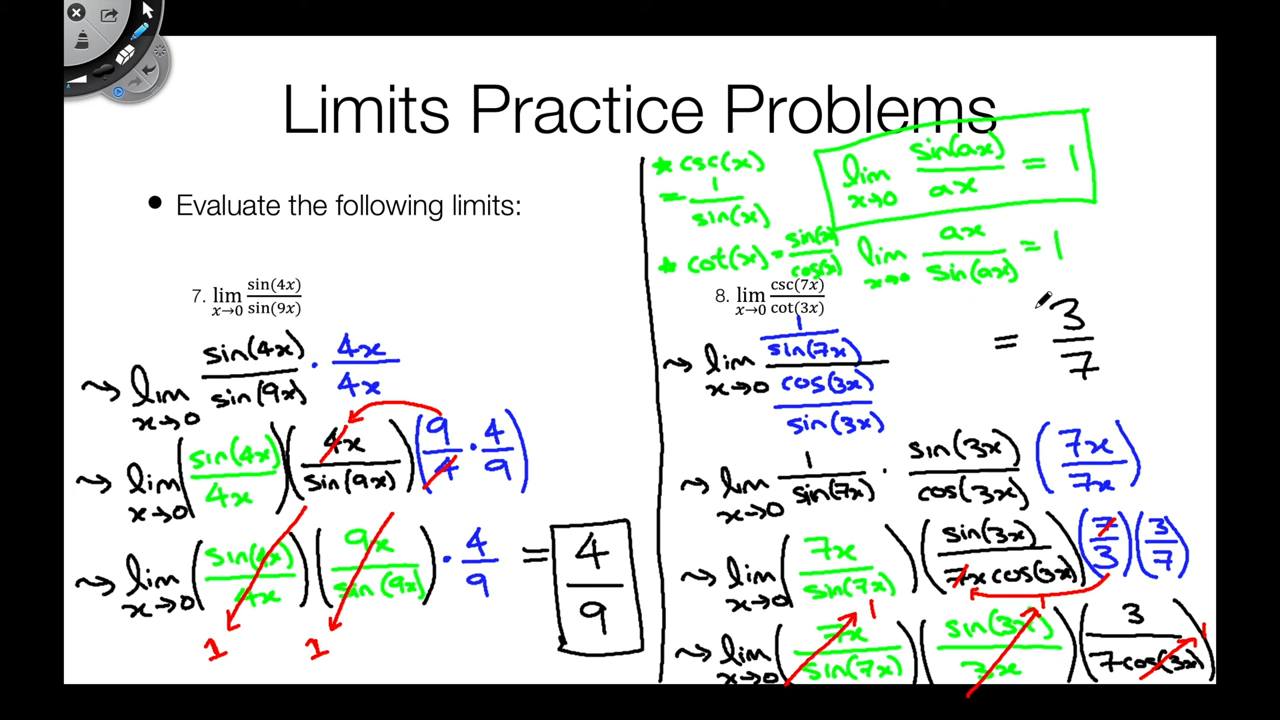 Limits Practice Problems
• Evaluate the following limits:
7. lim x→0 sin(4x)/sin(9x)
⇝ lim x→0 sin(4x)/sin(9x) · 4x/4x
⇝ lim x→0 (sin(4x)/4x)(4x/sin(9x))(9/4 · 4/9)
⇝ lim x→0 (sin(4x)/4x)(9x/sin(9x)) · 4/9 = 4/9
1 1
* csc(x) = 1/sin(x)
lim x→0 sin(ax)/ax = 1
* cot(x) = sin(x)/cos(x)
lim x→0 ax/sin(ax) = 1
8. lim x→0 csc(7x)/cot(3x)
= 3/7
⇝ lim x→0 (1/sin(7x))/(cos(3x)/sin(3x))
⇝ lim x→0 1/sin(7x) · sin(3x)/cos(3x) (7x/7x)
⇝ lim x→0 (7x/sin(7x))(sin(3x)/7x cos(3x))(7/3)(3/7)
⇝ lim x→0 (7x/sin(7x))(sin(3x)/3x)(3/7cos(3x))
1 1 1